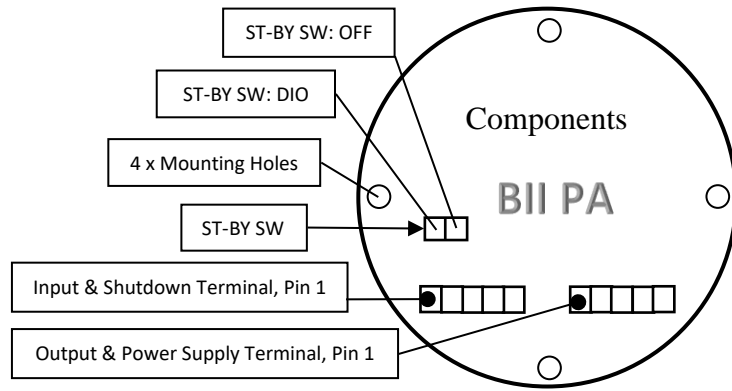 ST-BY SW: OFF
ST-BY SW: DIO
Components
4 x Mounting Holes
BII PA
ST-BY SW
Input & Shutdown Terminal, Pin 1
Output & Power Supply Terminal, Pin 1